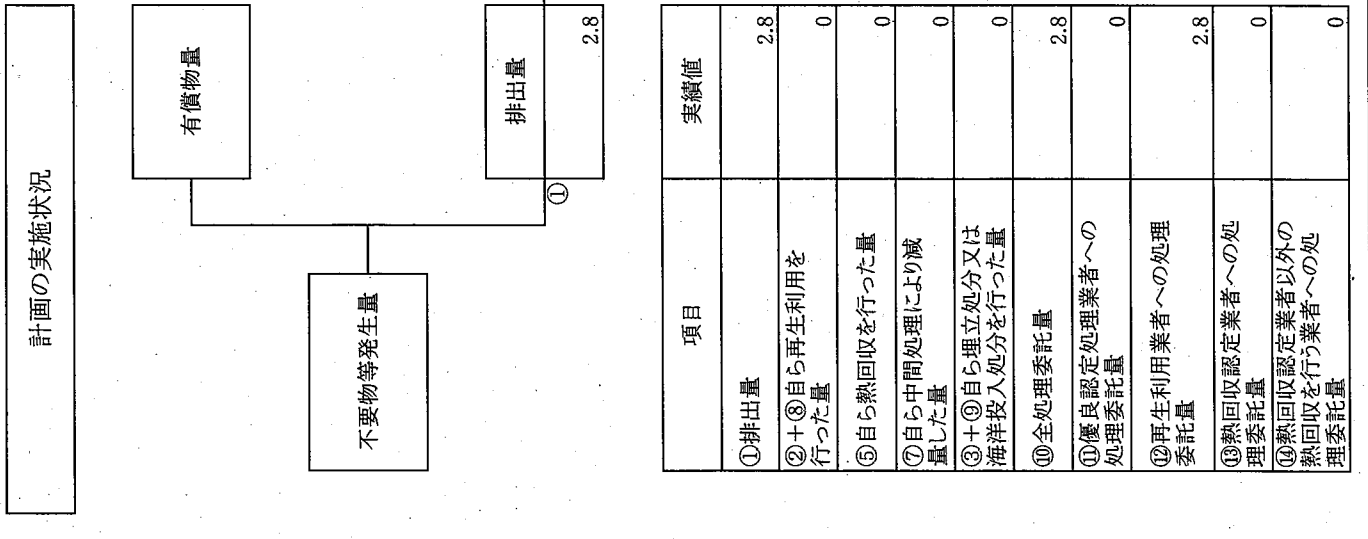 計画の実施状況
有償物量
不要物等発生量
①
排出量
2.8
項目
実績値
①排出量
2.8
②+⑧自ら再生利用を
行った量
0
⑤自ら熱回収を行った量
0
⑦自ら中間処理により減
量した量
0
③+⑨自ら埋立処分又は
海洋投入処分を行った量
0
⑩全処理委託量
2.8
⑪優良認定処理業者への
処理委託量
0
⑫再生利用業者への処理
委託量
2.8
⑬熱回収認定業者への処
理委託量
0
⑭熱回収認定業者以外の
熱回収を行う業者への処
理委託量
0